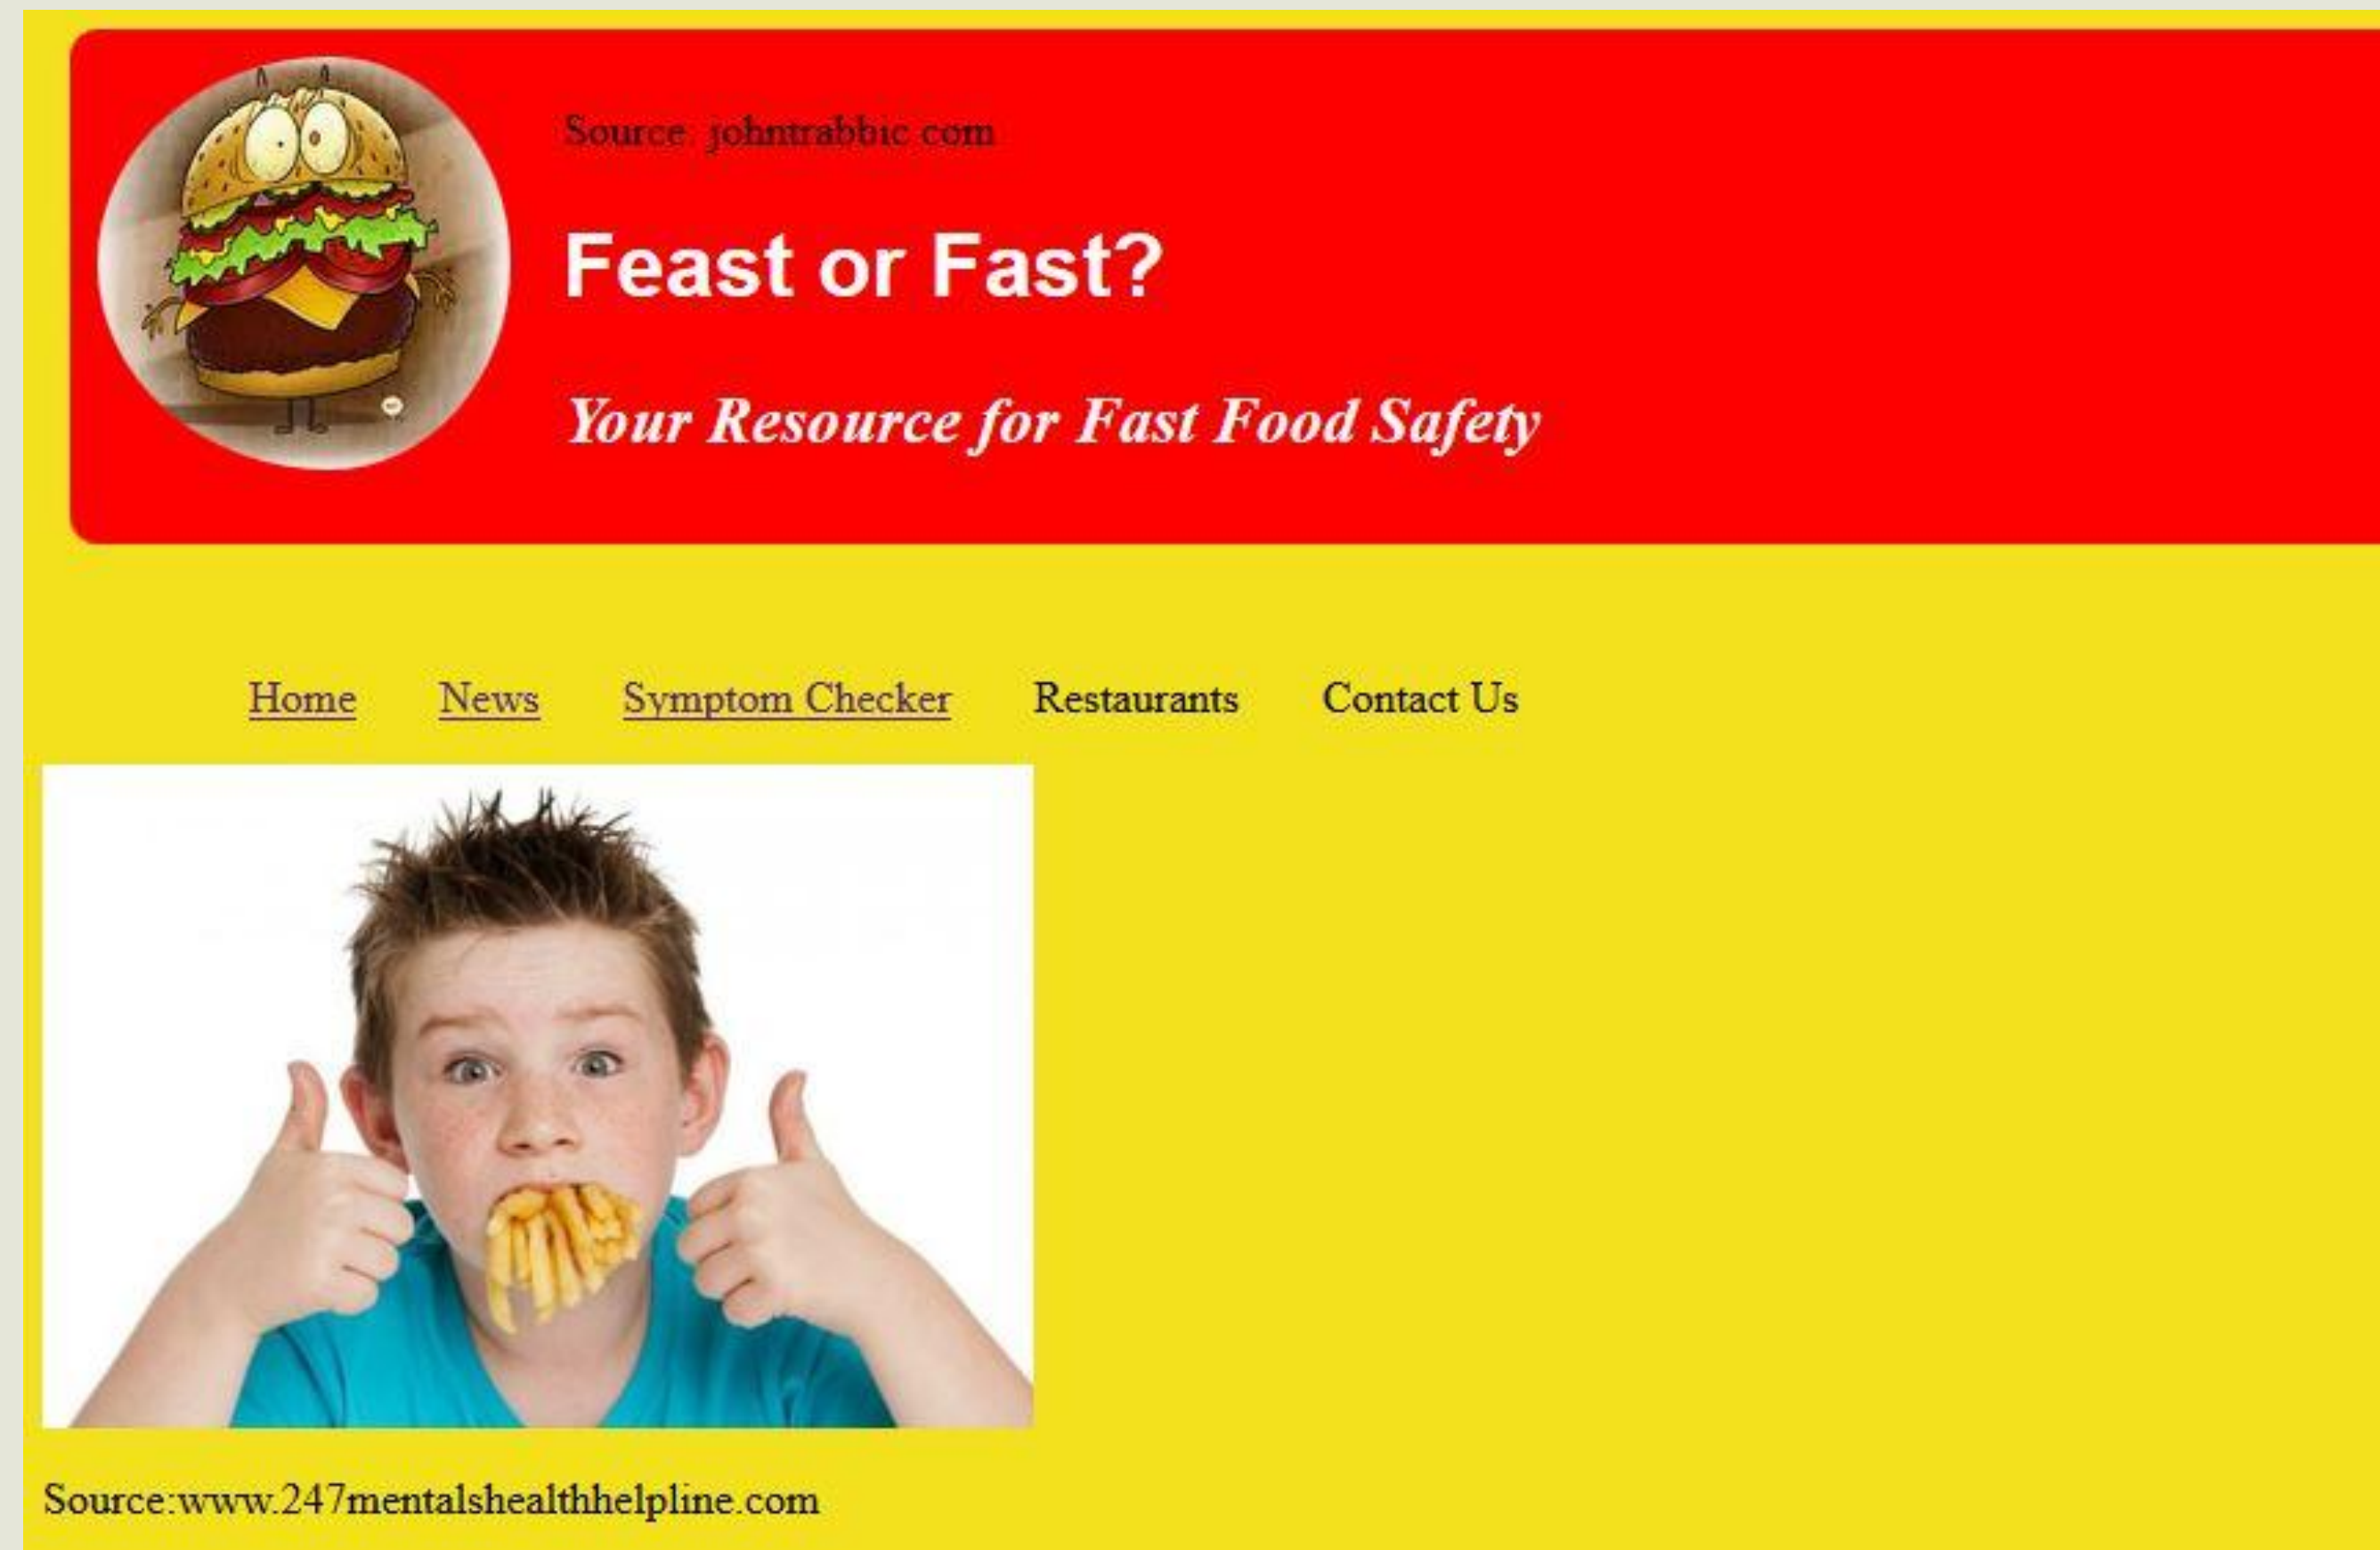 Source: johntrabbic.com
Feast or Fast?
Your Resource for Fast Food Safety
Home News Symptom Checker Restaurants Contact Us
Source:www.247mentalshealthhelpline.com